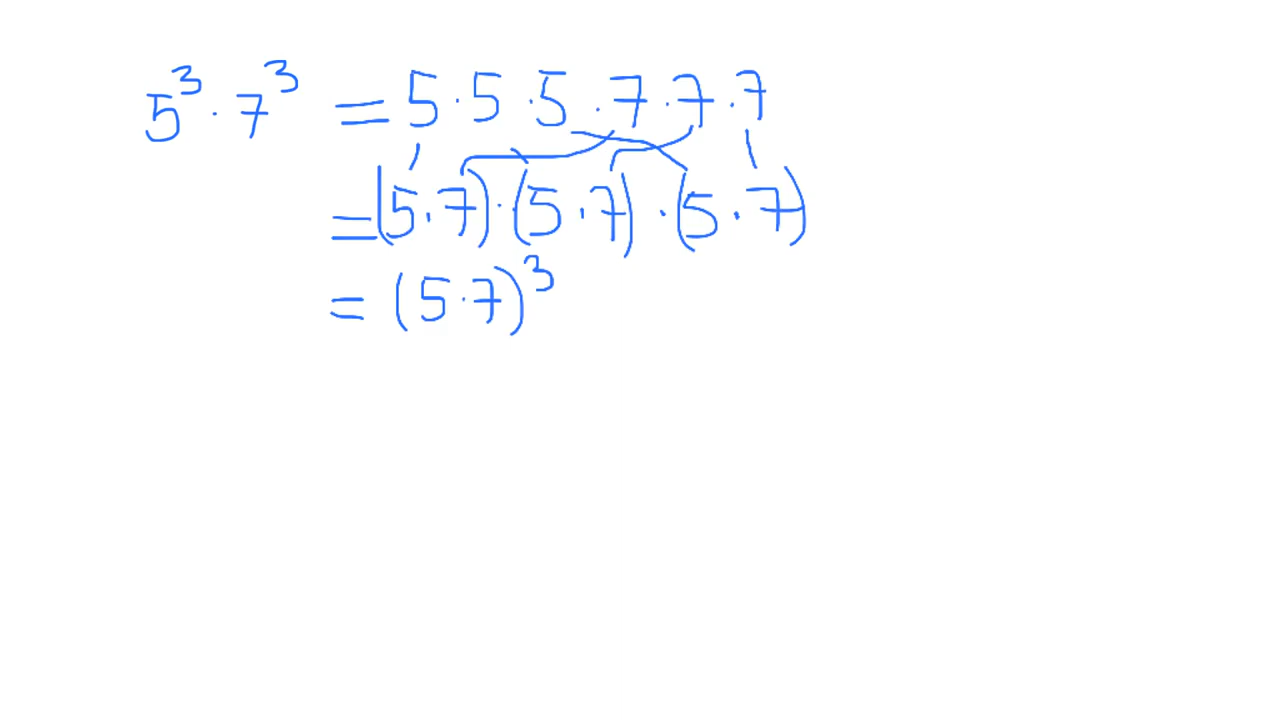 5³ · 7³ = 5 · 5 · 5 · 7 · 7 · 7
= (5 · 7) · (5 · 7) · (5 · 7)
= (5 · 7)³